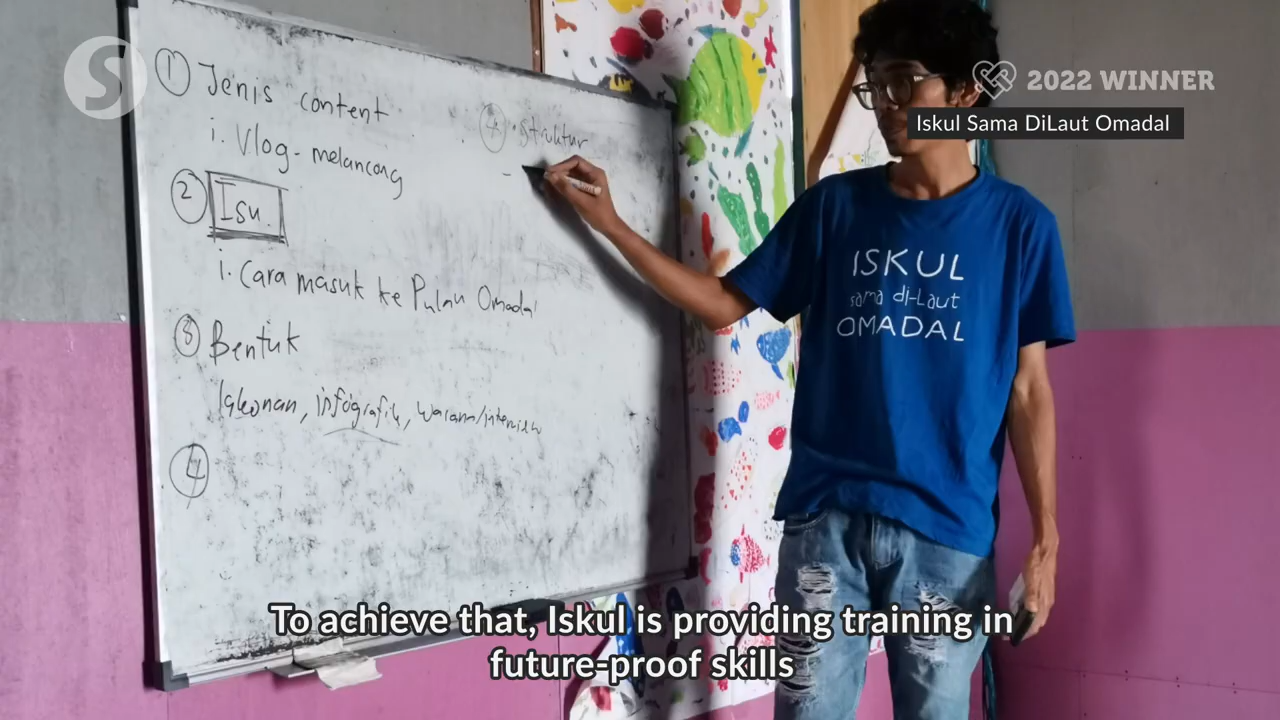 S
① Jenis content
i. Vlog - melancong
② Isu.
i. Cara masuk ke Pulau Omadal
③ Bentuk
lakonan, infografik, wacana/interview
④
④ • struktur
-
2022 WINNER
Iskul Sama DiLaut Omadal
ISKUL
sama di-Laut
OMADAL
To achieve that, Iskul is providing training in
future-proof skills